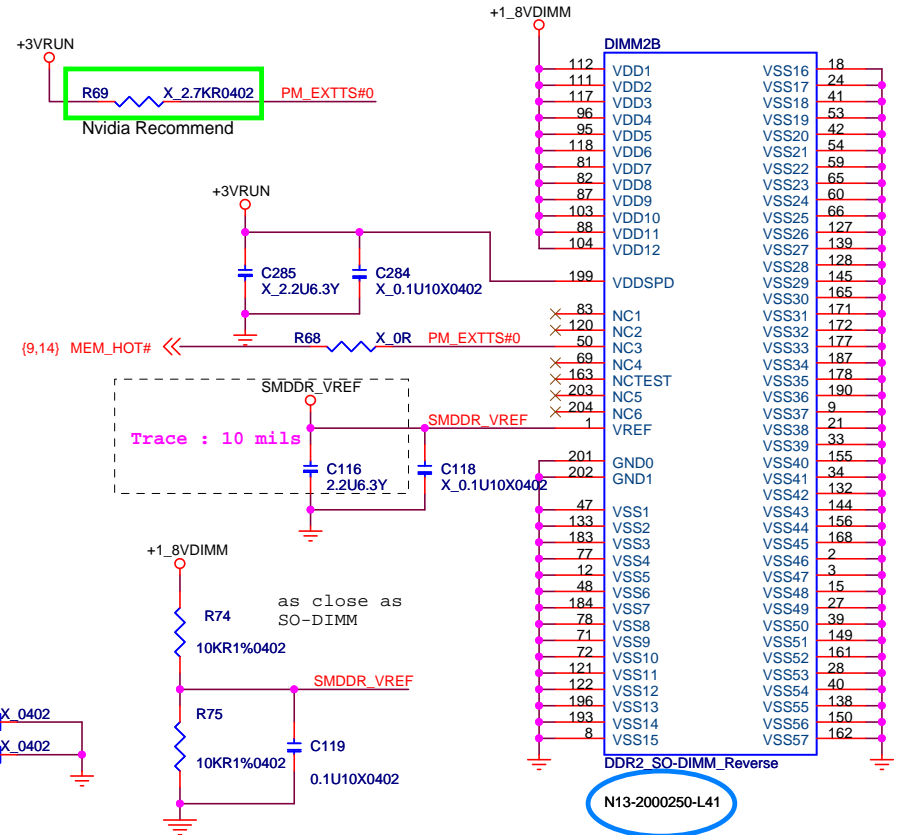 +3VRUN
R69 X_2.7KR0402 PM_EXTTS#0
Nvidia Recommend
+3VRUN
C285
X_2.2U6.3Y
C284
X_0.1U10X0402
{9,14} MEM_HOT# R68 X_0R PM_EXTTS#0
SMDDR_VREF
SMDDR_VREF
Trace : 10 mils
C116
2.2U6.3Y
C118
X_0.1U10X0402
+1_8VDIMM
R74
10KR1%0402
as close as
SO-DIMM
SMDDR_VREF
R75
10KR1%0402
C119
0.1U10X0402
X_0402
X_0402
+1_8VDIMM
DIMM2B
112 VDD1
111 VDD2
117 VDD3
96 VDD4
95 VDD5
118 VDD6
81 VDD7
82 VDD8
87 VDD9
103 VDD10
88 VDD11
104 VDD12
199 VDDSPD
83 NC1
120 NC2
50 NC3
69 NC4
163 NCTEST
203 NC5
204 NC6
1 VREF
201 GND0
202 GND1
47 VSS1
133 VSS2
183 VSS3
77 VSS4
12 VSS5
48 VSS6
184 VSS7
78 VSS8
71 VSS9
72 VSS10
121 VSS11
122 VSS12
196 VSS13
193 VSS14
8 VSS15
VSS16 18
VSS17 24
VSS18 41
VSS19 53
VSS20 42
VSS21 54
VSS22 59
VSS23 65
VSS24 60
VSS25 66
VSS26 127
VSS27 139
VSS28 128
VSS29 145
VSS30 165
VSS31 171
VSS32 172
VSS33 177
VSS34 187
VSS35 178
VSS36 190
VSS37 9
VSS38 21
VSS39 33
VSS40 155
VSS41 34
VSS42 132
VSS43 144
VSS44 156
VSS45 168
VSS46 2
VSS47 3
VSS48 15
VSS49 27
VSS50 39
VSS51 149
VSS52 161
VSS53 28
VSS54 40
VSS55 138
VSS56 150
VSS57 162
DDR2_SO-DIMM_Reverse
N13-2000250-L41